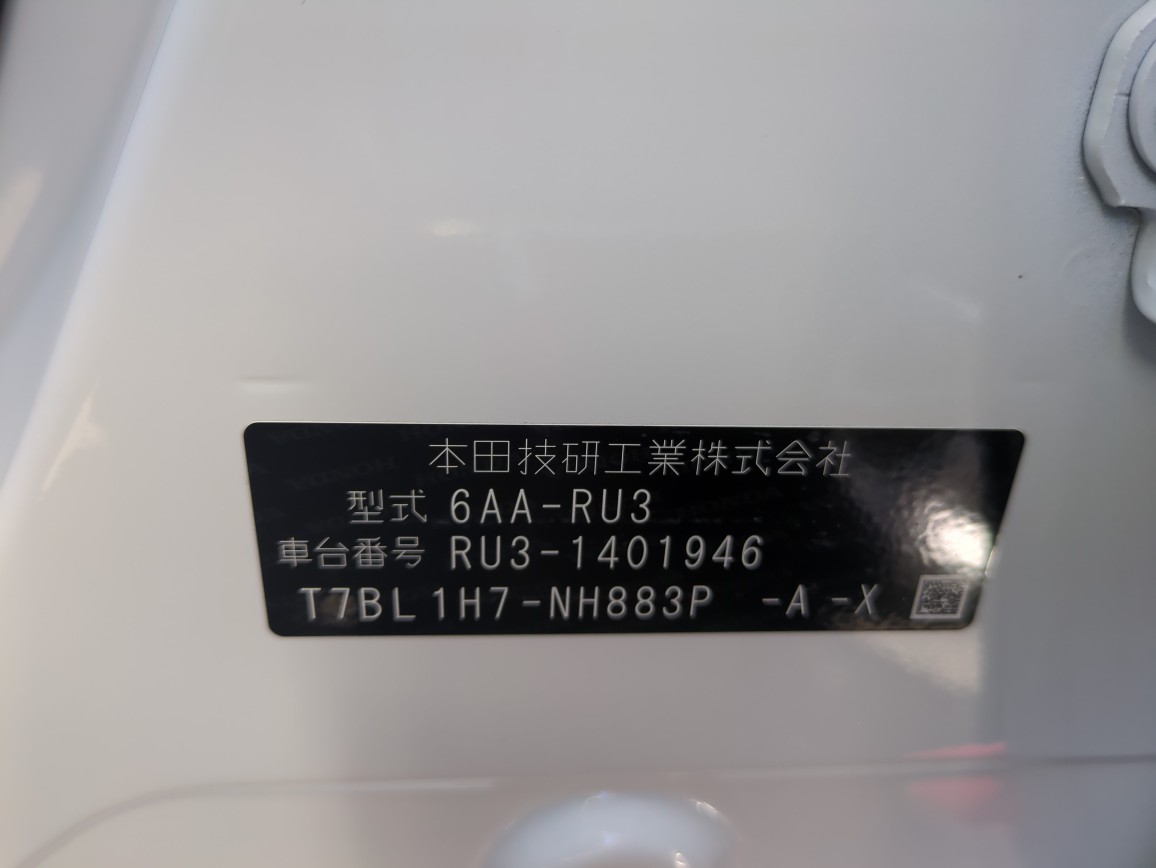 本田技研工業株式会社
型式 6AA-RU3
車台番号 RU3-1401946
T7BL1H7-NH883P -A -X